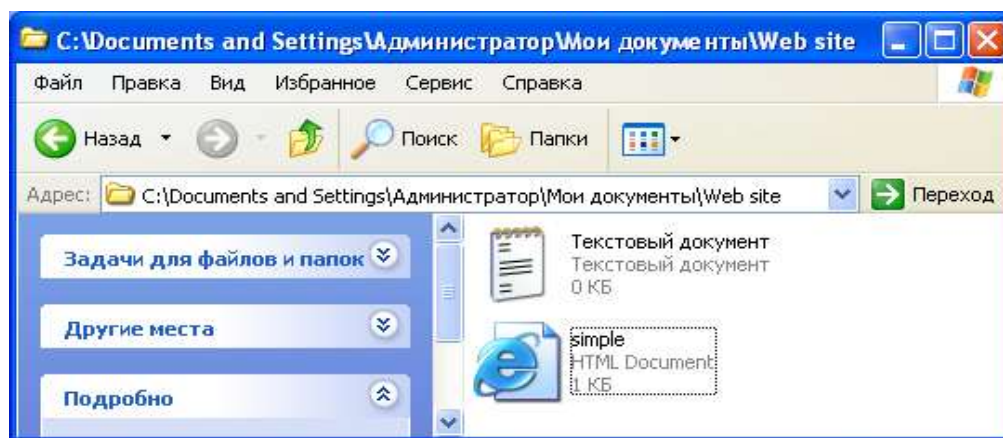 C:\Documents and Settings\Администратор\Мои документы\Web site
Файл Правка Вид Избранное Сервис Справка
Назад Поиск Папки
Адрес: C:\Documents and Settings\Администратор\Мои документы\Web site Переход
Задачи для файлов и папок
Другие места
Подробно
Текстовый документ
Текстовый документ
0 КБ
simple
HTML Document
1 КБ